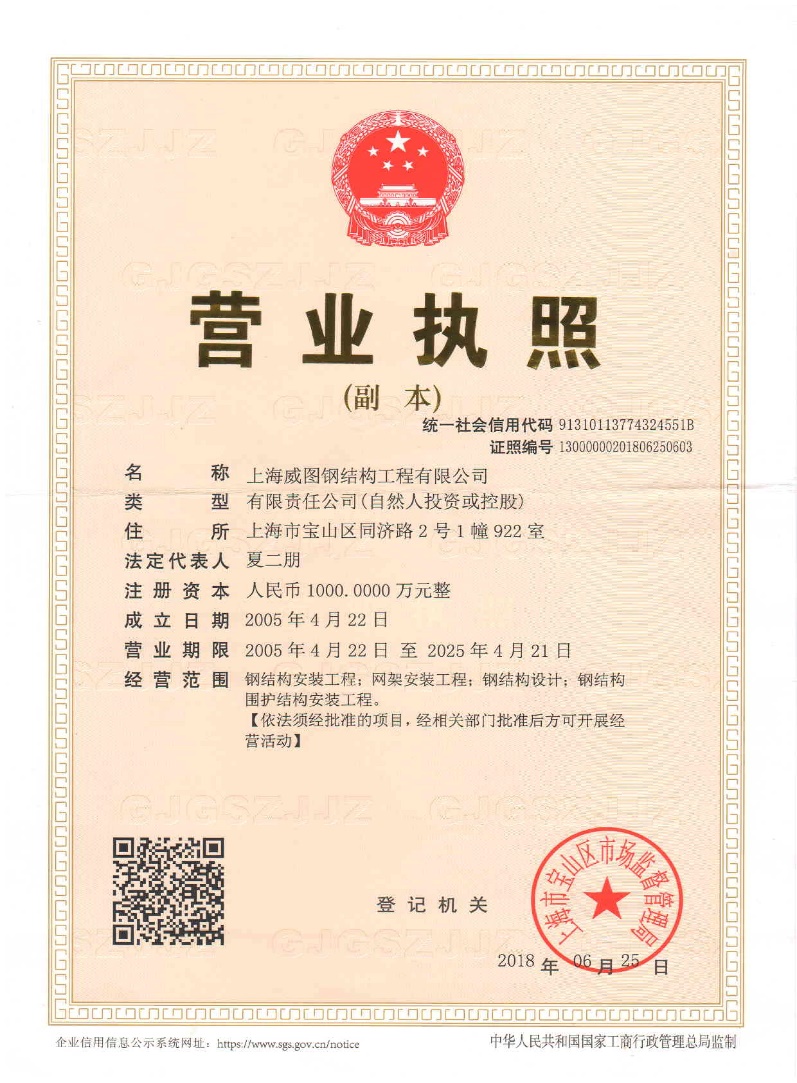 营业执照
(副 本)
统一社会信用代码 91310113774324551B
证照编号 13000000201806250603
名 称 上海威图钢结构工程有限公司
类 型 有限责任公司(自然人投资或控股)
住 所 上海市宝山区同济路2号1幢922室
法定代表人 夏二朋
注册资本 人民币1000.0000万元整
成立日期 2005年4月22日
营业期限 2005年4月22日 至 2025年4月21日
经营范围 钢结构安装工程；网架安装工程；钢结构设计；钢结构
围护结构安装工程。
【依法须经批准的项目，经相关部门批准后方可开展经
营活动】
登记机关
上海市宝山区市场监督管理局
2018年06月25日
企业信用信息公示系统网址：https://www.sgs.gov.cn/notice
中华人民共和国国家工商行政管理总局监制